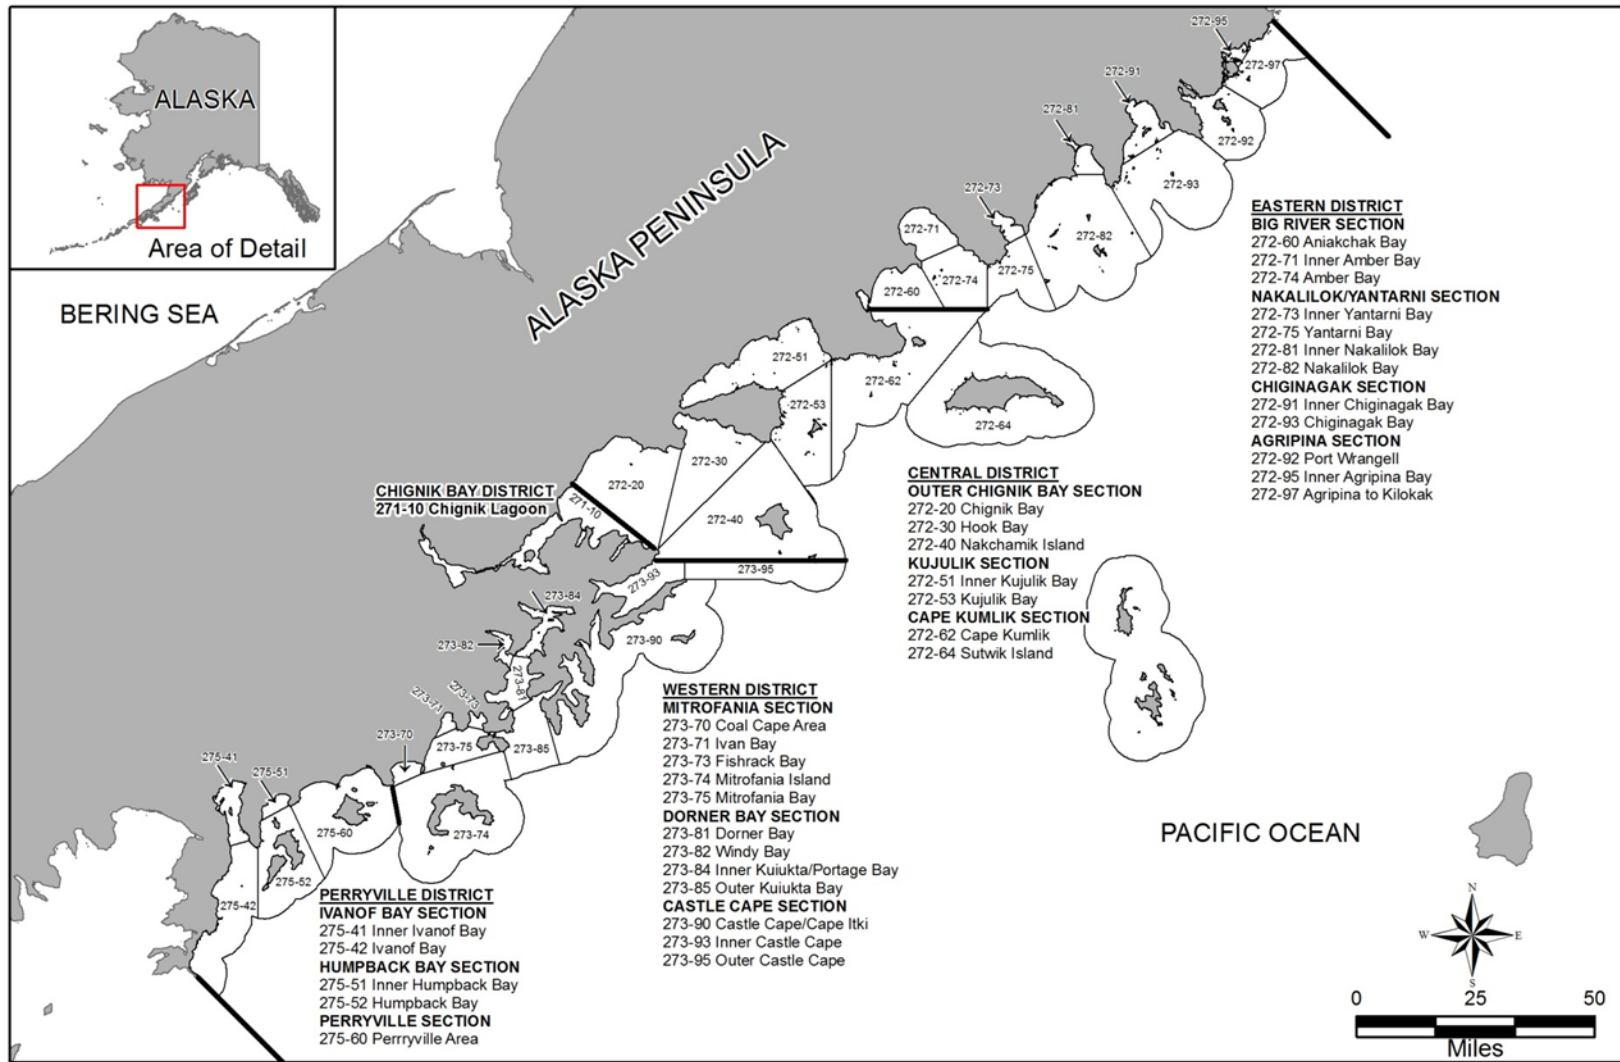 ALASKA
Area of Detail
BERING SEA
ALASKA PENINSULA
PACIFIC OCEAN
272-95
272-97
272-91
272-92
272-81
272-93
272-73
272-82
272-71
272-75
272-74
272-60
272-51
272-62
272-53
272-64
272-30
272-20
272-40
271-10
273-95
273-93
273-84
273-90
273-82
273-81
273-71
273-73
273-70
273-75
273-85
273-74
275-41
275-51
275-60
275-52
275-42
CHIGNIK BAY DISTRICT
271-10 Chignik Lagoon
EASTERN DISTRICT
BIG RIVER SECTION
272-60 Aniakchak Bay
272-71 Inner Amber Bay
272-74 Amber Bay
NAKALILOK/YANTARNI SECTION
272-73 Inner Yantarni Bay
272-75 Yantarni Bay
272-81 Inner Nakalilok Bay
272-82 Nakalilok Bay
CHIGINAGAK SECTION
272-91 Inner Chiginagak Bay
272-93 Chiginagak Bay
AGRIPINA SECTION
272-92 Port Wrangell
272-95 Inner Agripina Bay
272-97 Agripina to Kilokak
CENTRAL DISTRICT
OUTER CHIGNIK BAY SECTION
272-20 Chignik Bay
272-30 Hook Bay
272-40 Nakchamik Island
KUJULIK SECTION
272-51 Inner Kujulik Bay
272-53 Kujulik Bay
CAPE KUMLIK SECTION
272-62 Cape Kumlik
272-64 Sutwik Island
WESTERN DISTRICT
MITROFANIA SECTION
273-70 Coal Cape Area
273-71 Ivan Bay
273-73 Fishrack Bay
273-74 Mitrofania Island
273-75 Mitrofania Bay
DORNER BAY SECTION
273-81 Dorner Bay
273-82 Windy Bay
273-84 Inner Kuiukta/Portage Bay
273-85 Outer Kuiukta Bay
CASTLE CAPE SECTION
273-90 Castle Cape/Cape Itki
273-93 Inner Castle Cape
273-95 Outer Castle Cape
PERRYVILLE DISTRICT
IVANOF BAY SECTION
275-41 Inner Ivanof Bay
275-42 Ivanof Bay
HUMPBACK BAY SECTION
275-51 Inner Humpback Bay
275-52 Humpback Bay
PERRYVILLE SECTION
275-60 Perrryville Area
N
W E
S
0 25 50
Miles